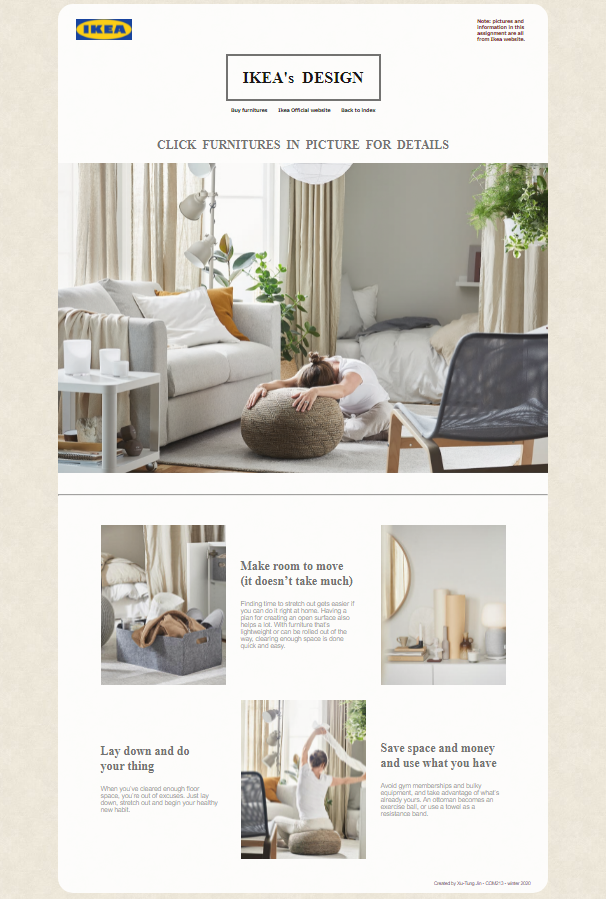 IKEA
Note: pictures and
information in this
assignment are all
from Ikea website.
IKEA's DESIGN
Buy furnitures Ikea Official website Back to index
CLICK FURNITURES IN PICTURE FOR DETAILS
Make room to move
(it doesn’t take much)
Finding time to stretch out gets easier if
you can do it right at home. Having a
plan for creating an open surface also
helps a lot. With furniture that's
lightweight or can be rolled out of the
way, clearing enough space is done
quick and easy.
Lay down and do
your thing
When you've cleared enough floor
space, you're out of excuses. Just lay
down, stretch out and begin your healthy
new habit.
Save space and money
and use what you have
Avoid gym memberships and bulky
equipment, and take advantage of what's
already yours. An ottoman becomes an
exercise ball, or use a towel as a
resistance band.
Created by Xu-Tung Jin - COM213 - winter 2020